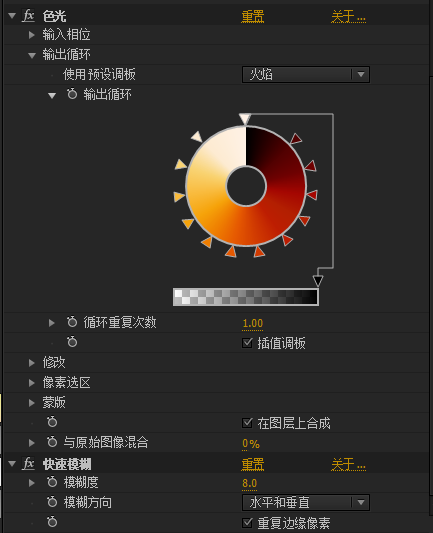 fx 色光 重置 关于...
输入相位
输出循环
使用预设调板 火焰
输出循环
循环重复次数 1.00
插值调板
修改
像素选区
蒙版
在图层上合成
与原始图像混合 0%
fx 快速模糊 重置 关于...
模糊度 8.0
模糊方向 水平和垂直
重复边缘像素